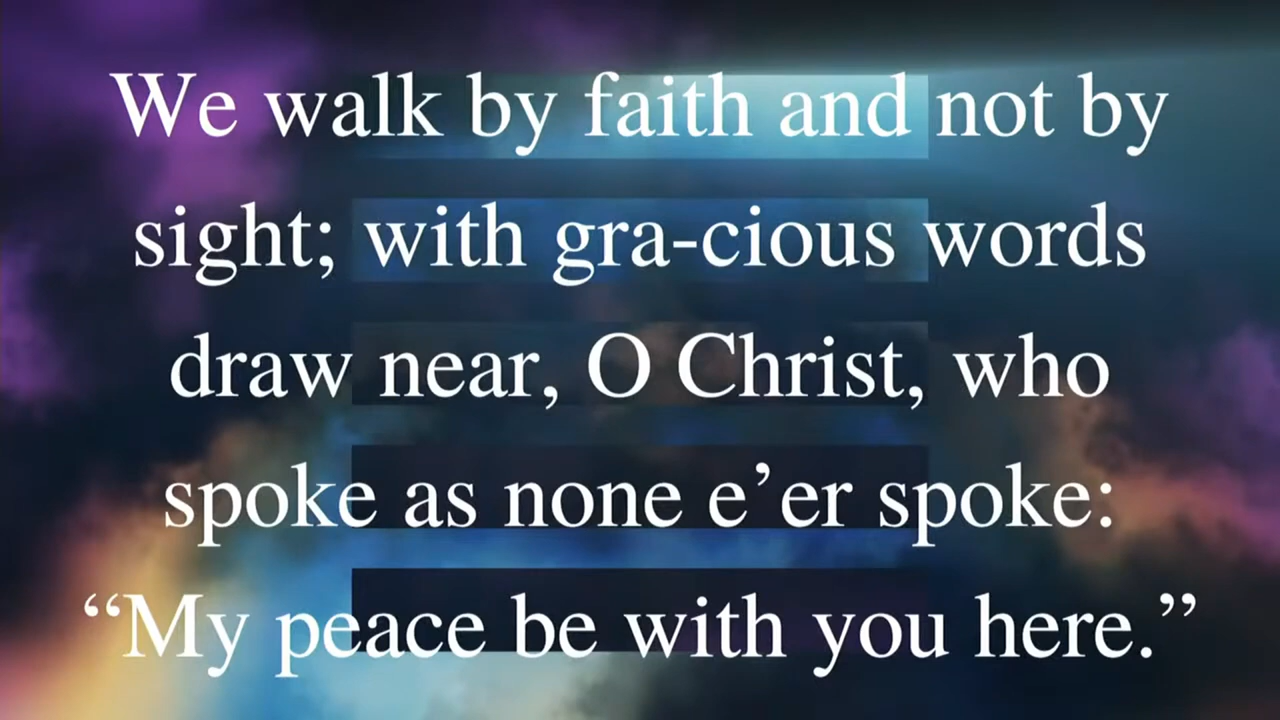 We walk by faith and not by
sight; with gra-cious words
draw near, O Christ, who
spoke as none e’er spoke:
“My peace be with you here.”